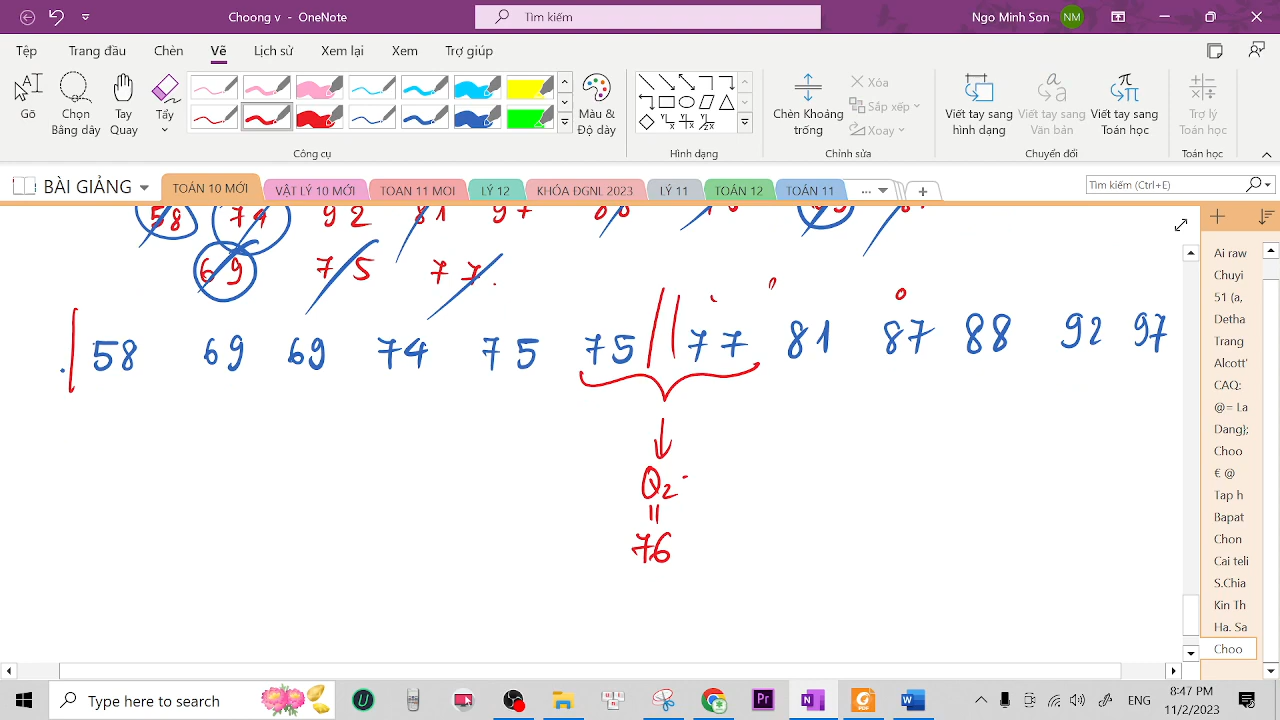 Choong v - OneNote
Tìm kiếm
Ngo Minh Son
NM
Tệp Trang đầu Chèn Vẽ Lịch sử Xem lại Xem Trợ giúp
Gõ
Chọn Bằng dây
Tay Quay
Tẩy
Màu & Độ dày
Chèn Khoảng trống
Xóa
Sắp xếp
Xoay
Viết tay sang hình dạng
Viết tay sang Văn bản
Viết tay sang Toán học
Trợ lý Toán học
Công cụ
Hình dạng
Chỉnh sửa
Chuyển đổi
Toán học
BÀI GIẢNG
TOÁN 10 MỚI
VẬT LÝ 10 MỚI
TOAN 11 MOI
LÝ 12
KHÓA ĐGNL 2023
LÝ 11
TOÁN 12
TOÁN 11
...
Tìm kiếm (Ctrl+E)
58 74 92 81 97
69 75 77
58 69 69 74 75 75 || 77 81 87 88 92 97
Q2
=
76
Ai raw
Chuyi
51 (a,
Detha
Trang
Alcott'
CAQ:
@= La
Dang};
Choo
€ @
Tap h
Bapat
Chon
Cai teli
S.Chia
Kin Th
Ha. Sa
Choo
Type here to search
ENG
8:47 PM
11/2/2023